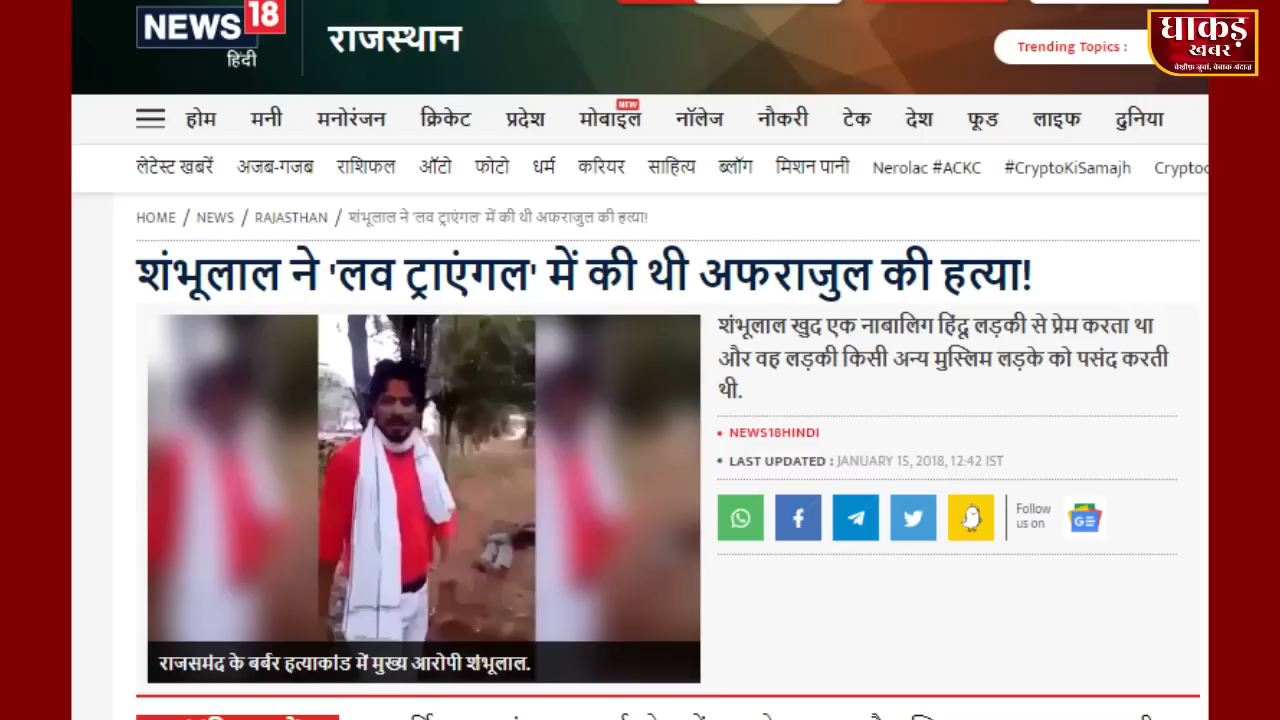 NEWS 18
हिंदी
राजस्थान
Trending Topics :
धाकड़
खबर
होम मनी मनोरंजन क्रिकेट प्रदेश मोबाइल NEW नॉलेज नौकरी टेक देश फूड लाइफ दुनिया
लेटेस्ट खबरें अजब-गजब राशिफल ऑटो फोटो धर्म करियर साहित्य ब्लॉग मिशन पानी Nerolac #ACKC #CryptoKiSamajh
HOME / NEWS / RAJASTHAN / शंभूलाल ने 'लव ट्राएंगल' में की थी अफराजुल की हत्या!
शंभूलाल ने 'लव ट्राएंगल' में की थी अफराजुल की हत्या!
शंभूलाल खुद एक नाबालिग हिंदू लड़की से प्रेम करता था
और वह लड़की किसी अन्य मुस्लिम लड़के को पसंद करती
थी.
NEWS18HINDI
LAST UPDATED : JANUARY 15, 2018, 12:42 IST
Follow
us on
GE
राजसमंद के बर्बर हत्याकांड में मुख्य आरोपी शंभूलाल.